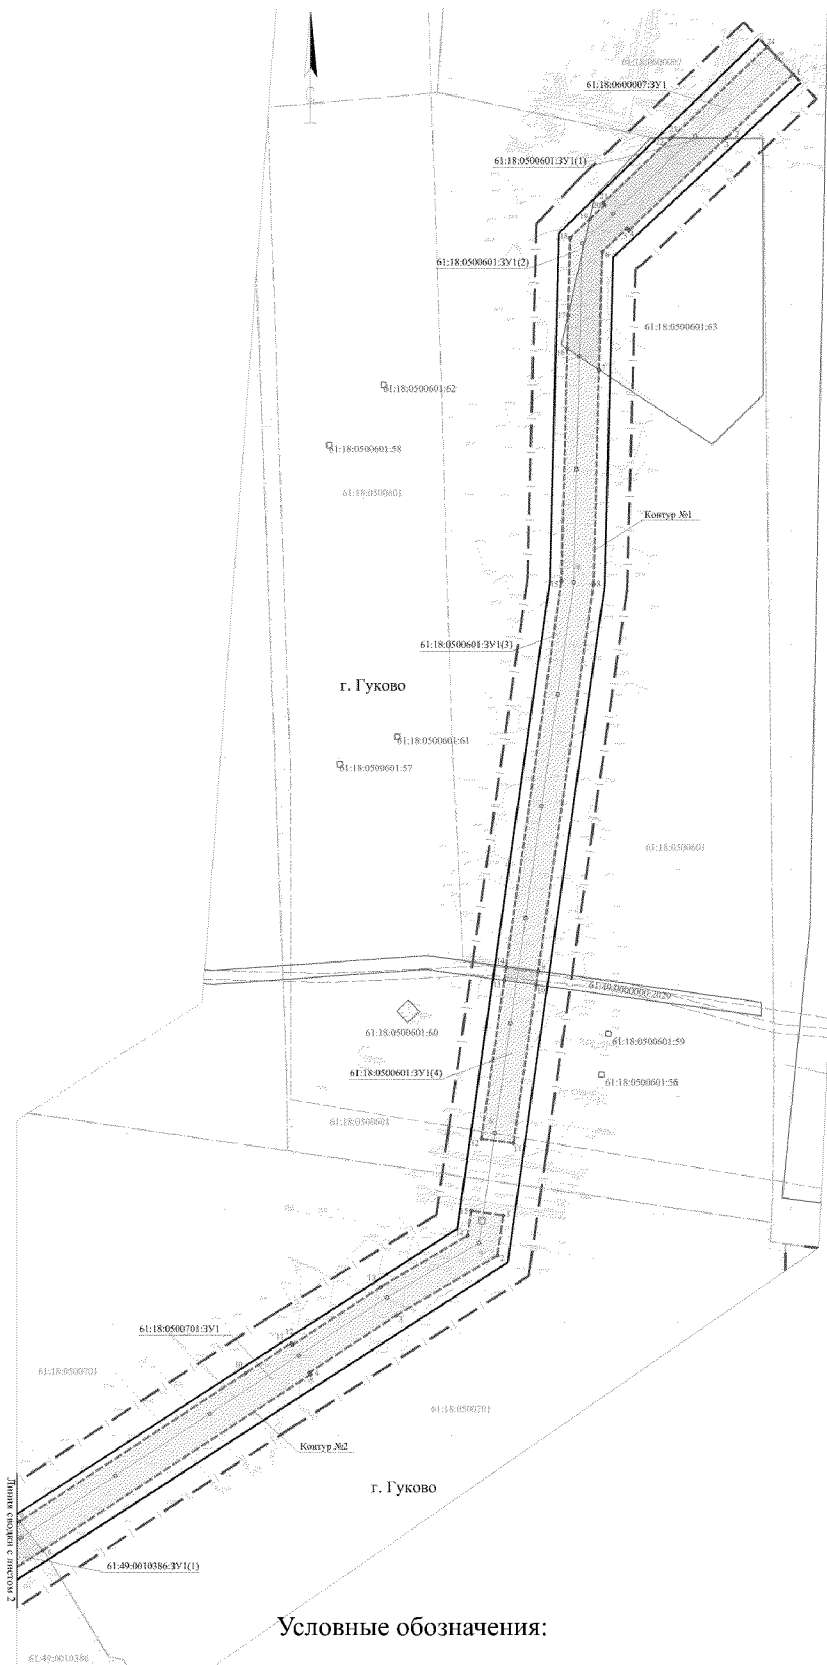 61:18:0600007
61:18:0600007:ЗУ1
61:18:0500601:ЗУ1(1)
61:18:0500601:ЗУ1(2)
61:18:0500601:63
61:18:0500601:62
61:18:0500601:58
61:18:0500601
Контур №1
61:18:0500601:ЗУ1(3)
г. Гуково
61:18:0500601:61
61:18:0500601:57
61:18:0500601
61:49:0000000:2029
61:18:0500601:60
61:18:0500601:59
61:18:0500601:ЗУ1(4)
61:18:0500601:56
61:18:0500601
61:18:0500701:ЗУ1
61:18:0500701
61:18:0500701
Контур №2
г. Гуково
Линия сводки с листом 2
61:49:0010386:ЗУ1(1)
Условные обозначения:
61:49:0010386